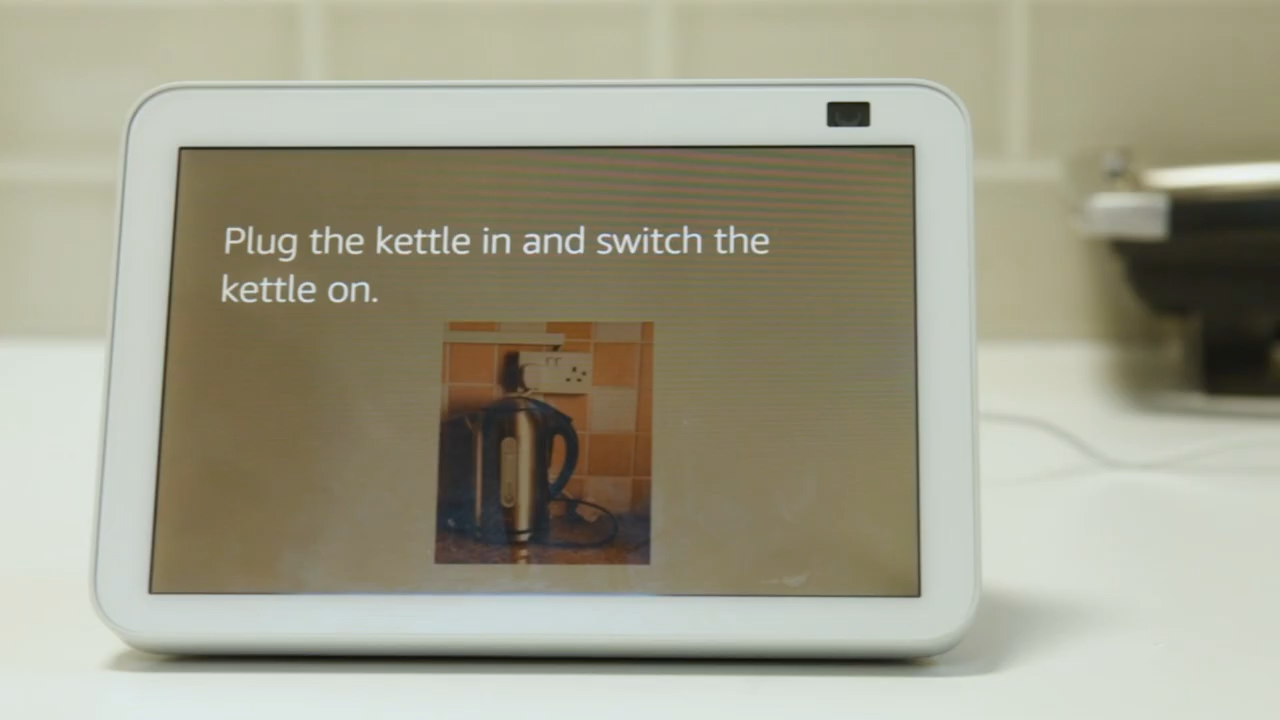 Plug the kettle in and switch the
kettle on.